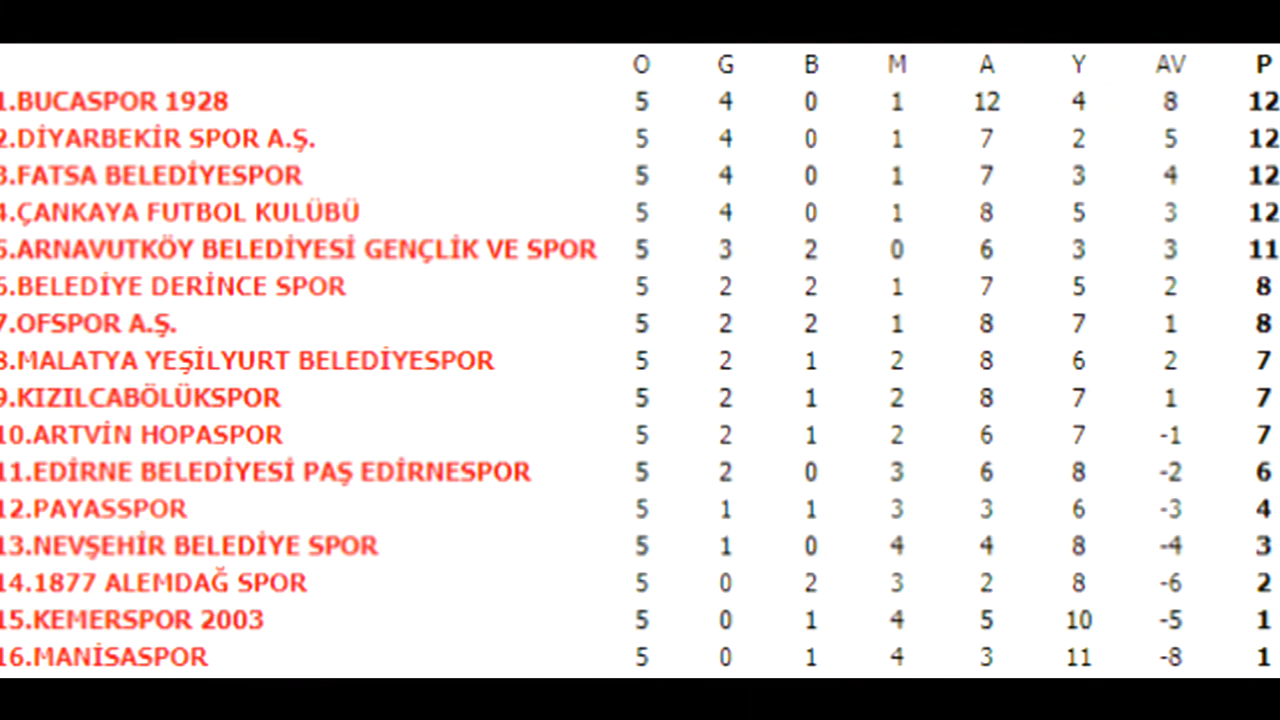 O G B M A Y AV P
1.BUCASPOR 1928 5 4 0 1 12 4 8 12
2.DİYARBEKİR SPOR A.Ş. 5 4 0 1 7 2 5 12
3.FATSA BELEDİYESPOR 5 4 0 1 7 3 4 12
4.ÇANKAYA FUTBOL KULÜBÜ 5 4 0 1 8 5 3 12
5.ARNAVUTKÖY BELEDİYESİ GENÇLİK VE SPOR 5 3 2 0 6 3 3 11
6.BELEDİYE DERİNCE SPOR 5 2 2 1 7 5 2 8
7.OFSPOR A.Ş. 5 2 2 1 8 7 1 8
8.MALATYA YEŞİLYURT BELEDİYESPOR 5 2 1 2 8 6 2 7
9.KIZILCABÖLÜKSPOR 5 2 1 2 8 7 1 7
10.ARTVİN HOPASPOR 5 2 1 2 6 7 -1 7
11.EDİRNE BELEDİYESİ PAŞ EDİRNESPOR 5 2 0 3 6 8 -2 6
12.PAYASSPOR 5 1 1 3 3 6 -3 4
13.NEVŞEHİR BELEDİYE SPOR 5 1 0 4 4 8 -4 3
14.1877 ALEMDAĞ SPOR 5 0 2 3 2 8 -6 2
15.KEMERSPOR 2003 5 0 1 4 5 10 -5 1
16.MANİSASPOR 5 0 1 4 3 11 -8 1